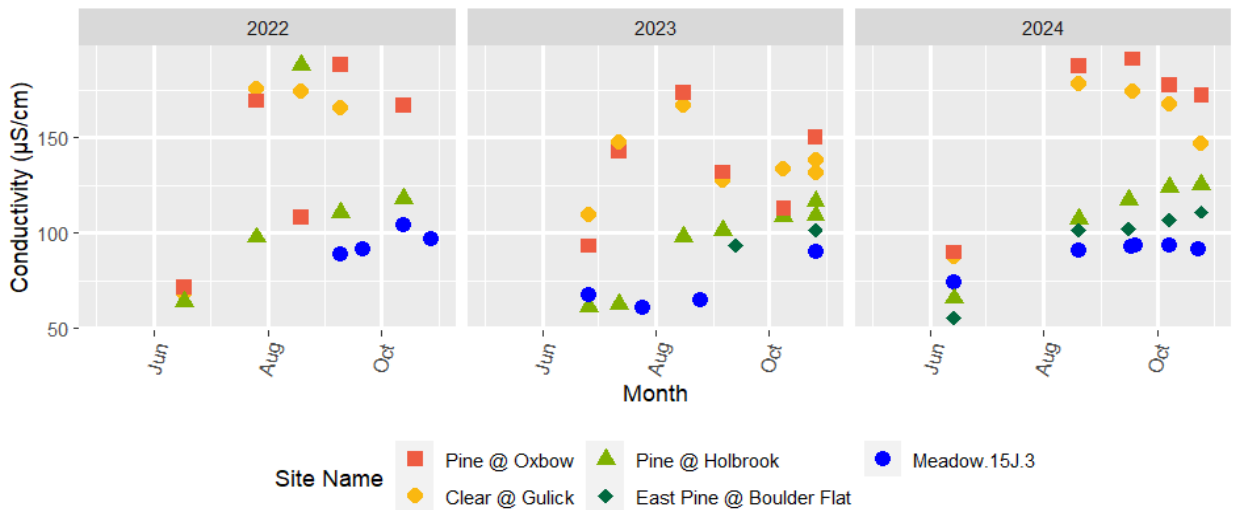 2022 2023 2024
Conductivity (µS/cm)
150
100
50
Jun Aug Oct Jun Aug Oct Jun Aug Oct
Month
Site Name
Pine @ Oxbow Pine @ Holbrook Meadow.15J.3
Clear @ Gulick East Pine @ Boulder Flat